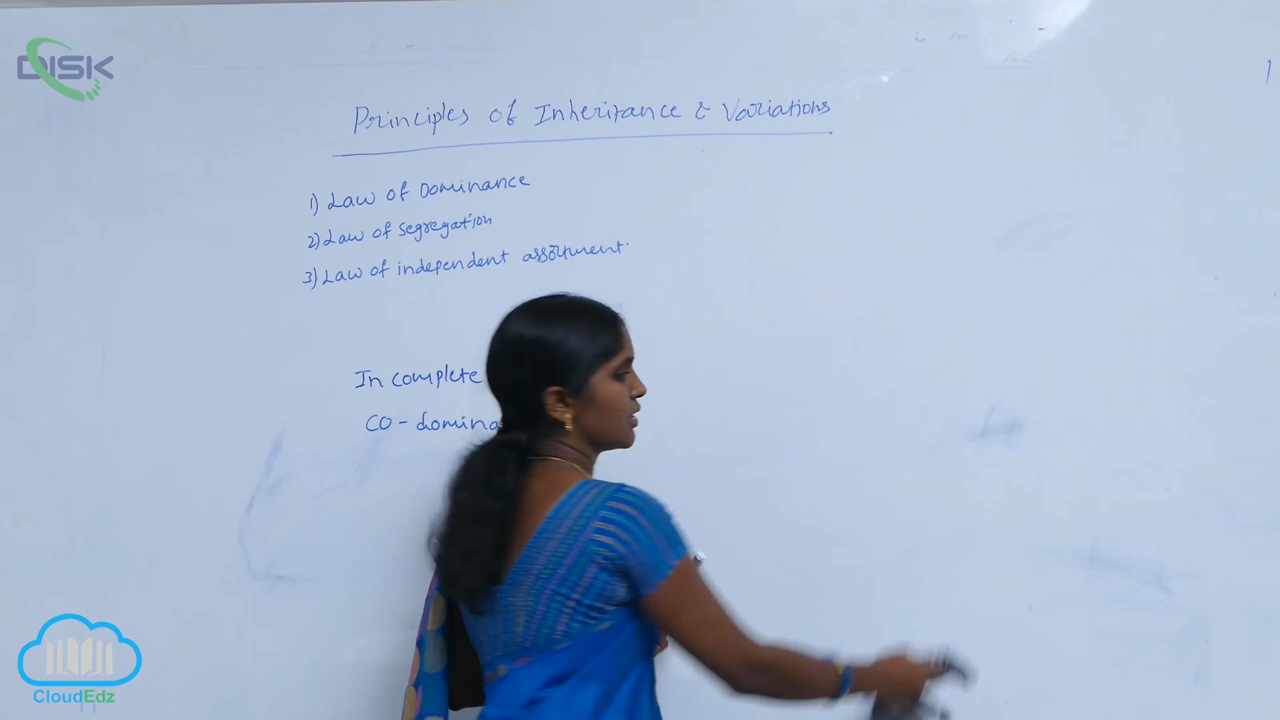 DISK
Principles of Inheritance & Variations
1) Law of Dominance
2) Law of segregation
3) Law of independent assortment.
In complete
CO - domina
CloudEdz